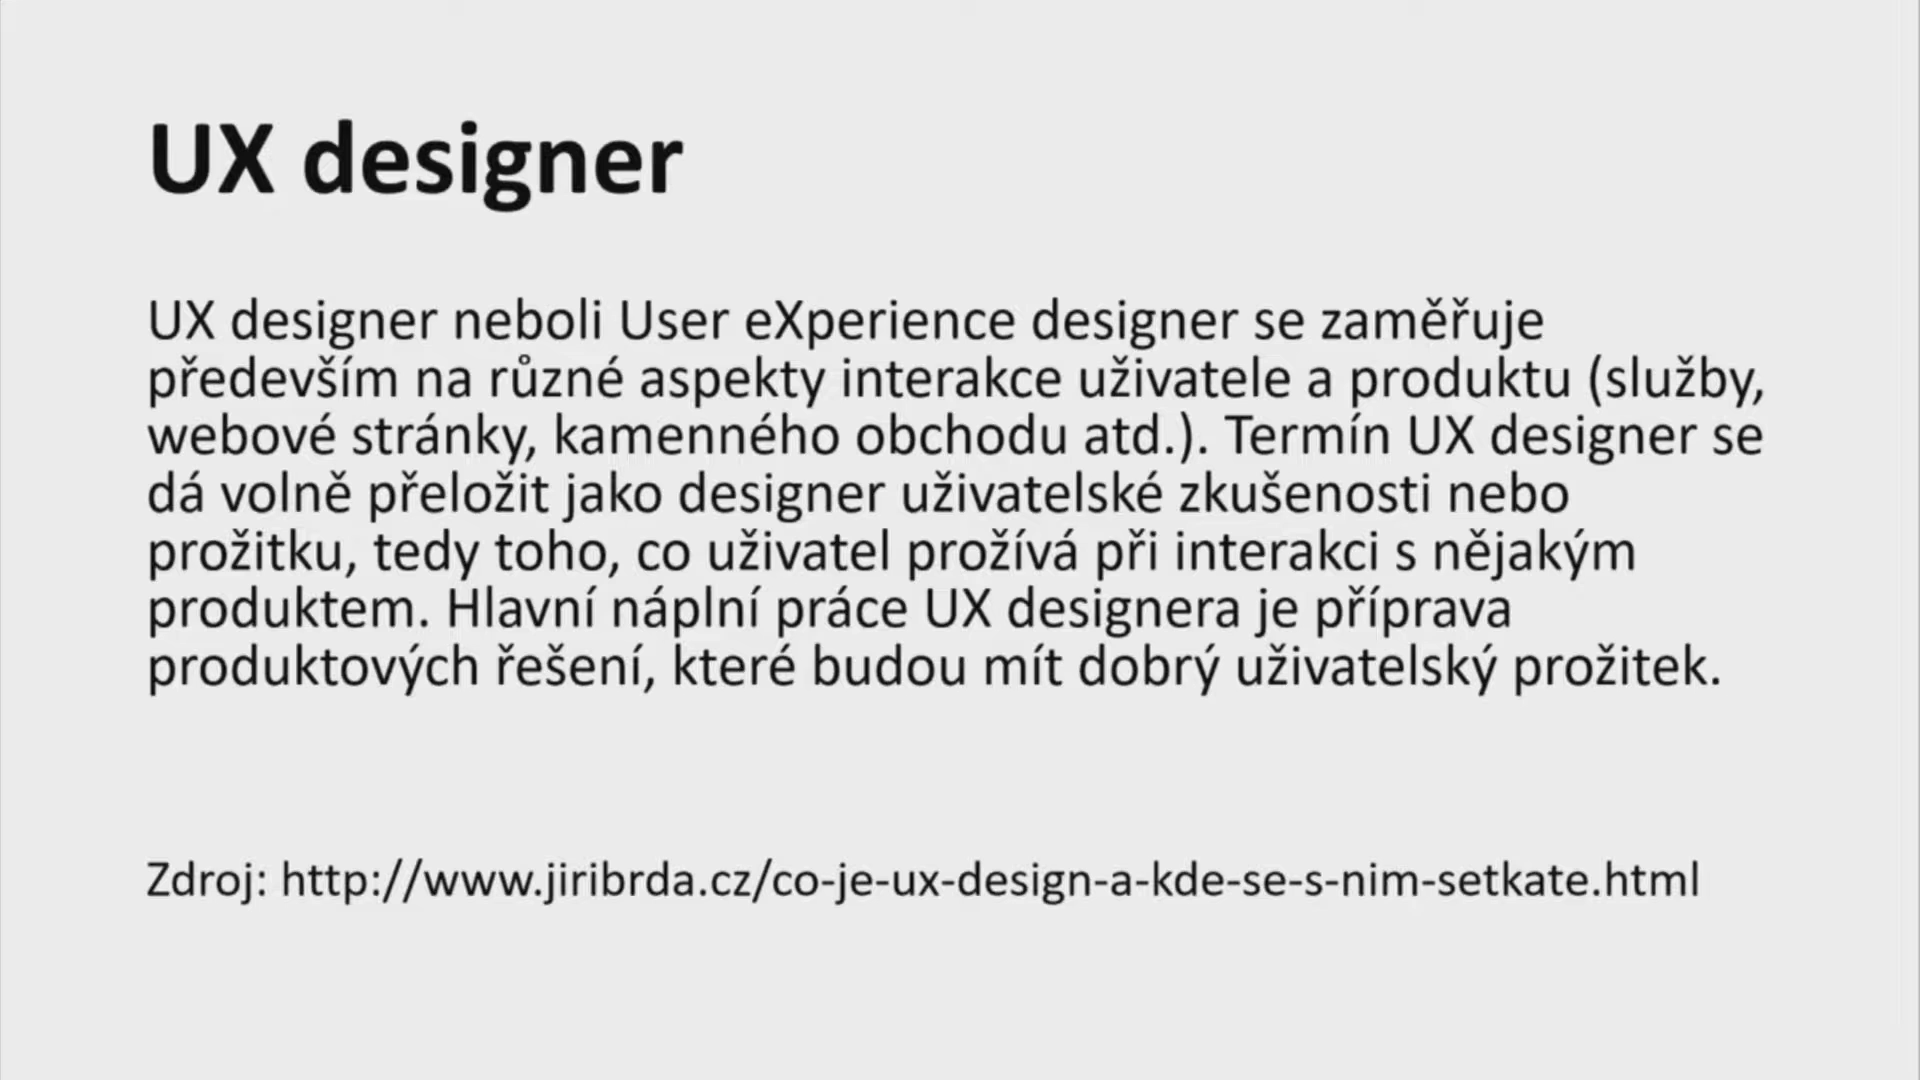 UX designer
UX designer neboli User eXperience designer se zaměřuje
především na různé aspekty interakce uživatele a produktu (služby,
webové stránky, kamenného obchodu atd.). Termín UX designer se
dá volně přeložit jako designer uživatelské zkušenosti nebo
prožitku, tedy toho, co uživatel prožívá při interakci s nějakým
produktem. Hlavní náplní práce UX designera je příprava
produktových řešení, které budou mít dobrý uživatelský prožitek.
Zdroj: http://www.jiribrda.cz/co-je-ux-design-a-kde-se-s-nim-setkate.html